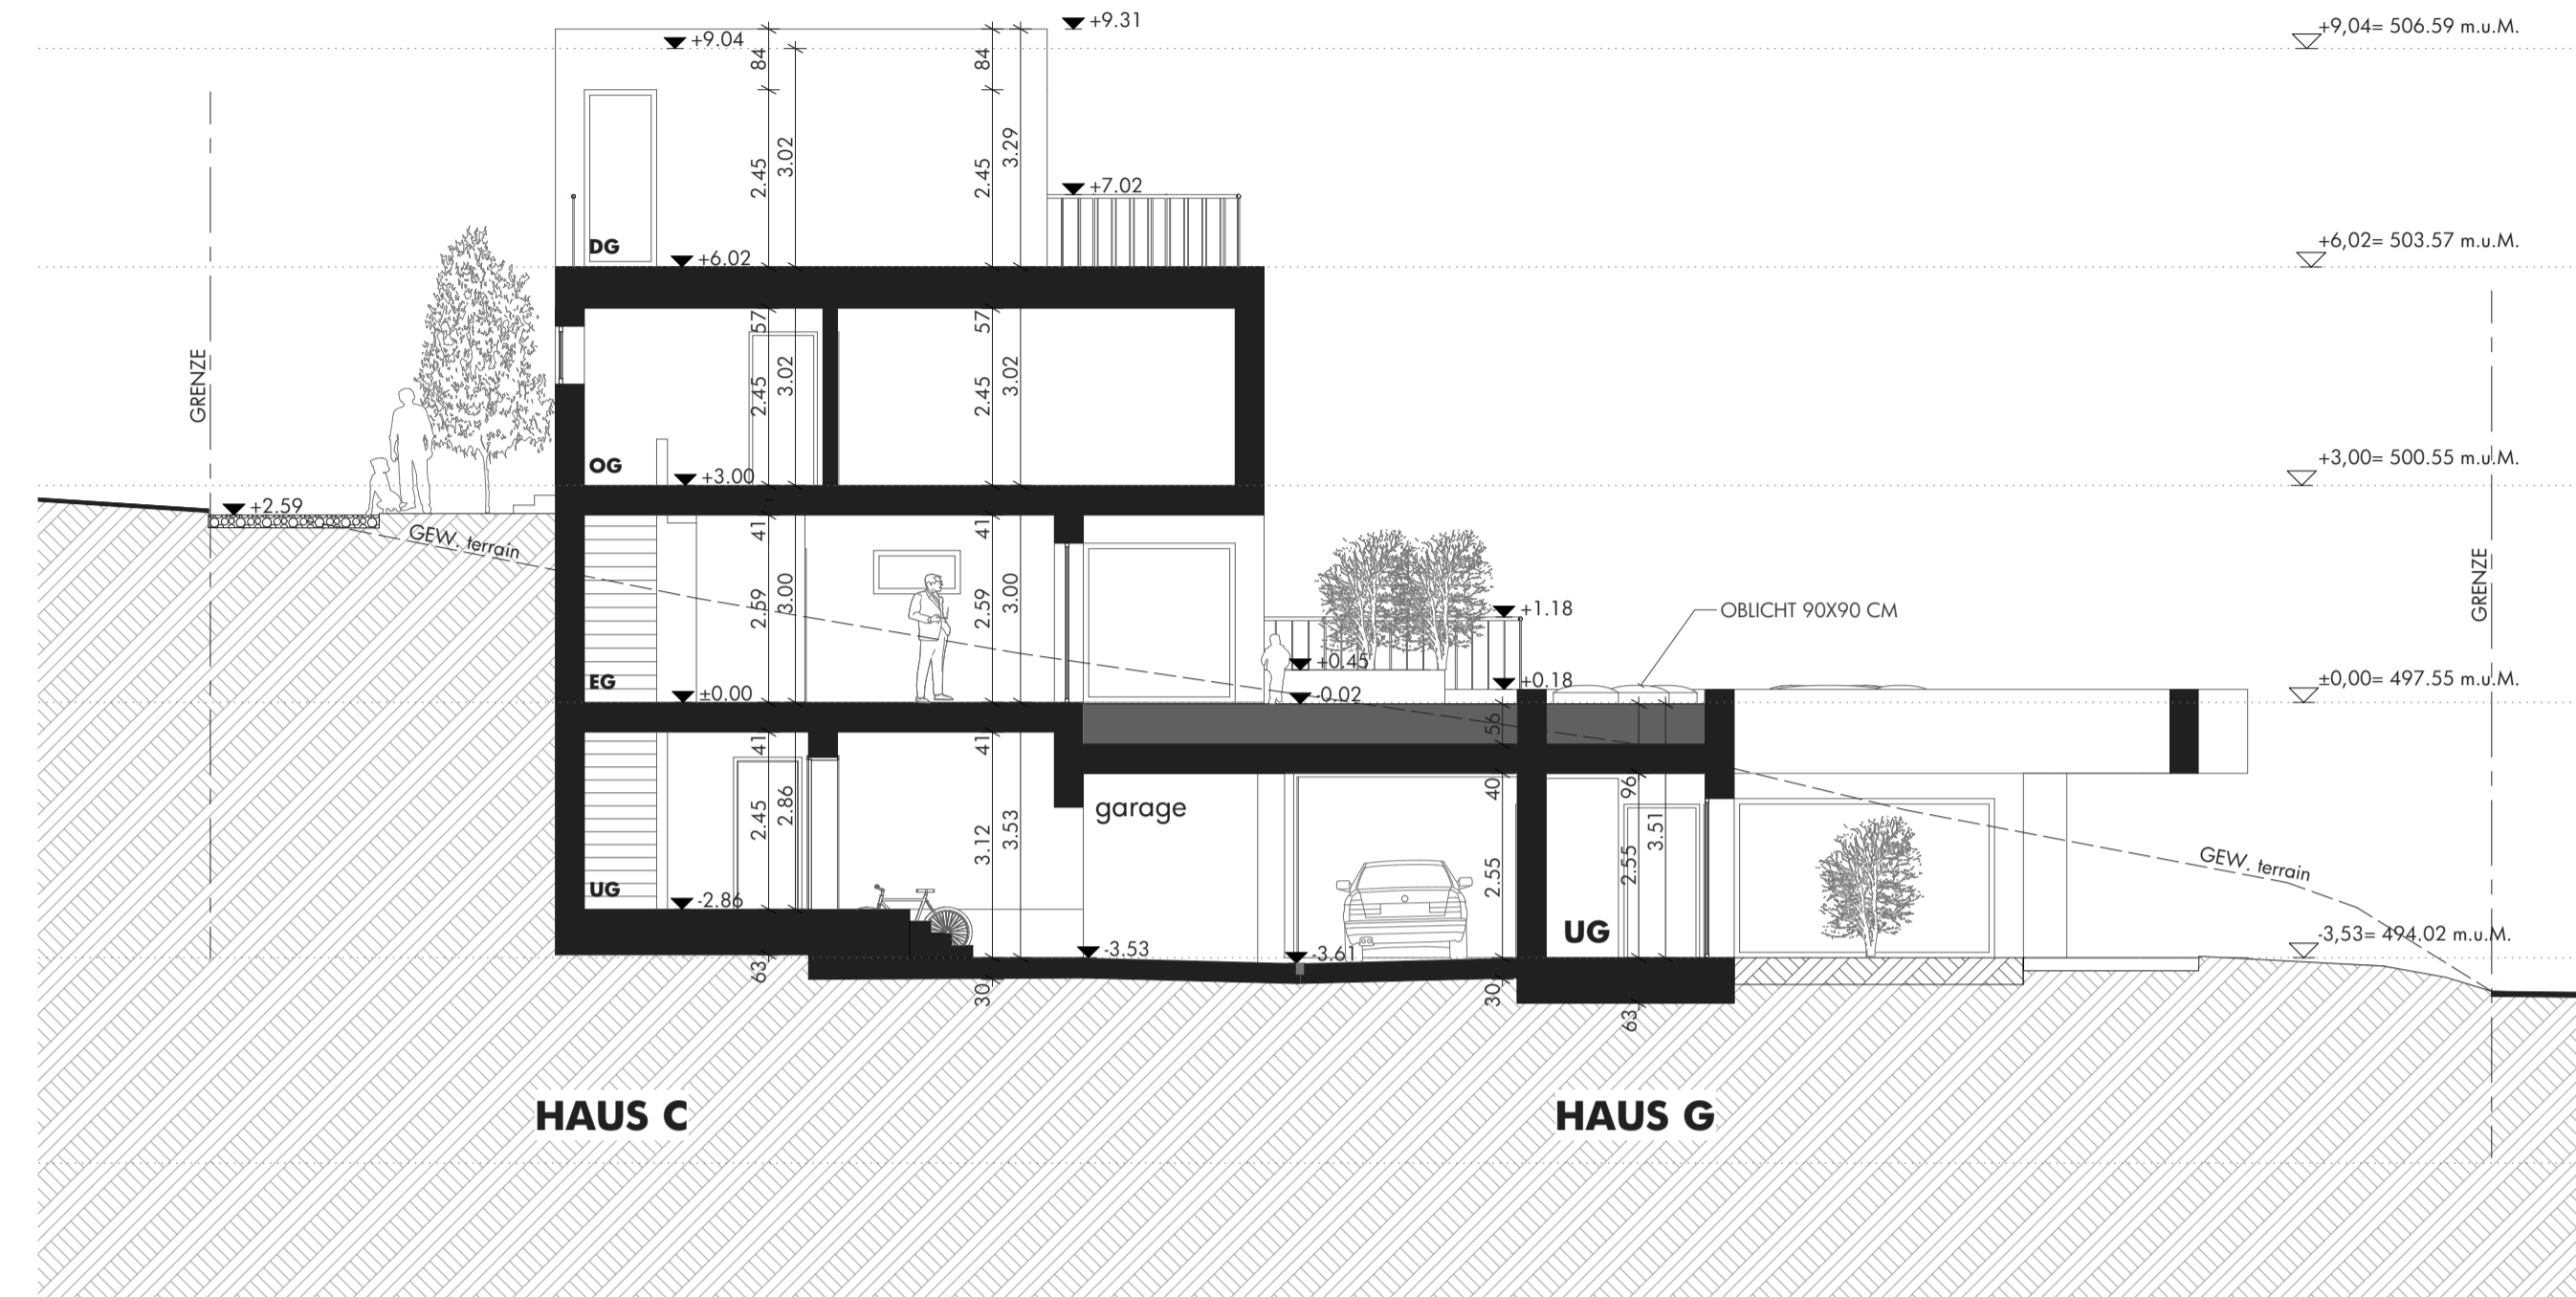 +9.31
+9,04= 506.59 m.u.M.
+9.04
84
84
3.02
3.29
2.45
2.45
+7.02
DG
+6.02
+6,02= 503.57 m.u.M.
57
57
GRENZE
3.02
3.02
2.45
2.45
OG
+3.00
+3,00= 500.55 m.u.M.
+2.59
GEW. terrain
41
41
GRENZE
2.59
3.00
2.59
3.00
+1.18
OBLICHT 90X90 CM
+0.45
EG
±0.00
-0.02
+0.18
±0,00= 497.55 m.u.M.
56
41
41
40
96
garage
2.45
2.86
3.12
3.53
2.55
2.55
3.51
GEW. terrain
UG
-2.86
UG
-3.53
-3.61
-3,53= 494.02 m.u.M.
63
30
30
63
HAUS C
HAUS G